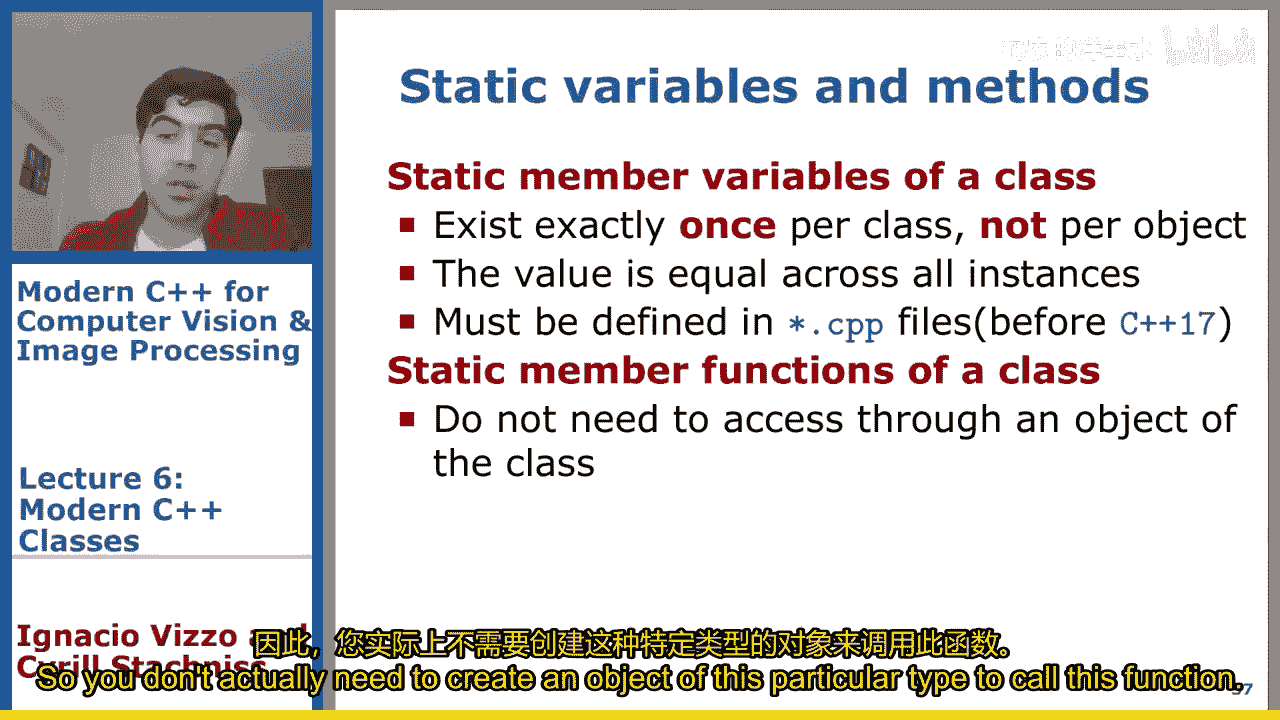 Static variables and methods
Static member variables of a class
Exist exactly once per class, not per object
The value is equal across all instances
Must be defined in *.cpp files(before C++17)
Static member functions of a class
Do not need to access through an object of
the class
Modern C++ for
Computer Vision &
Image Processing
Lecture 6:
Modern C++
Classes
Ignacio Vizzo and
Cyrill Stachniss
因此，您实际上不需要创建这种特定类型的对象来调用此函数。
So you don't actually need to create an object of this particular type to call this function.